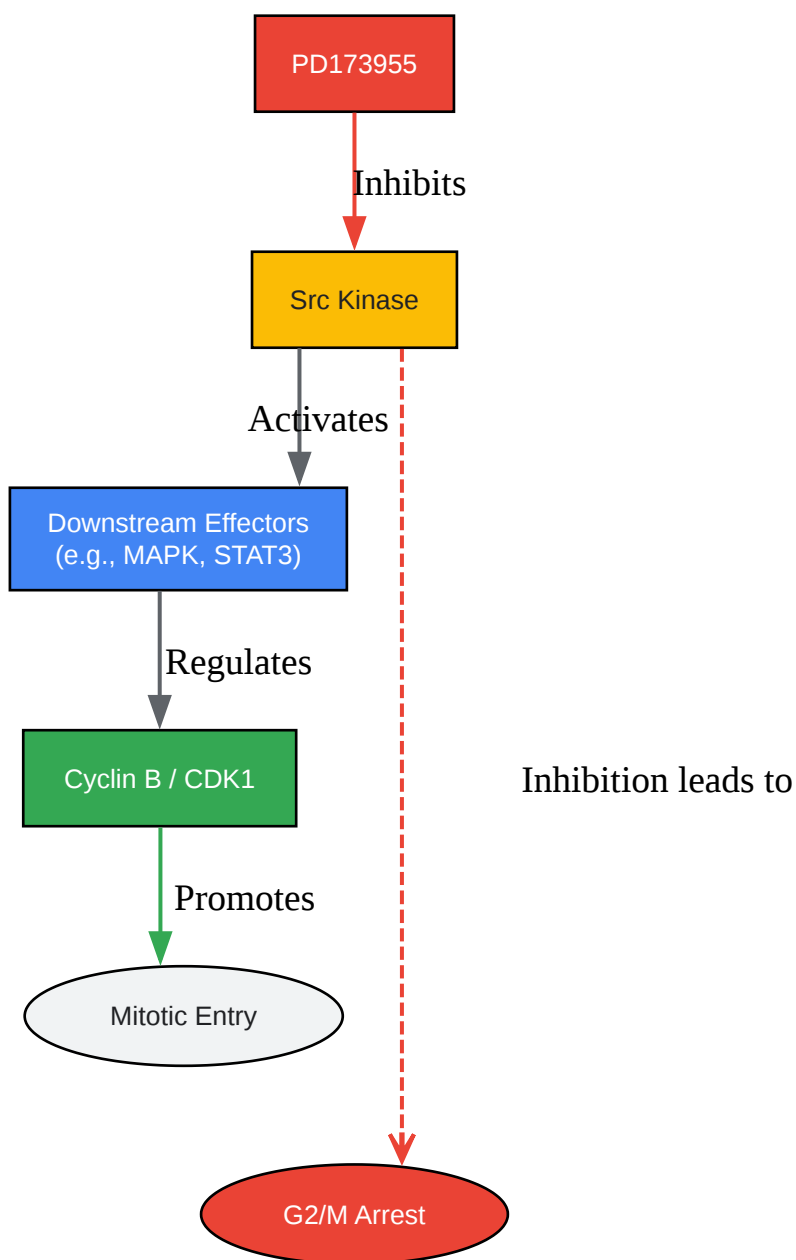 PD173955
Inhibits
Src Kinase
Activates
Downstream Effectors
(e.g., MAPK, STAT3)
Regulates
Cyclin B / CDK1
Inhibition leads to
Promotes
Mitotic Entry
G2/M Arrest